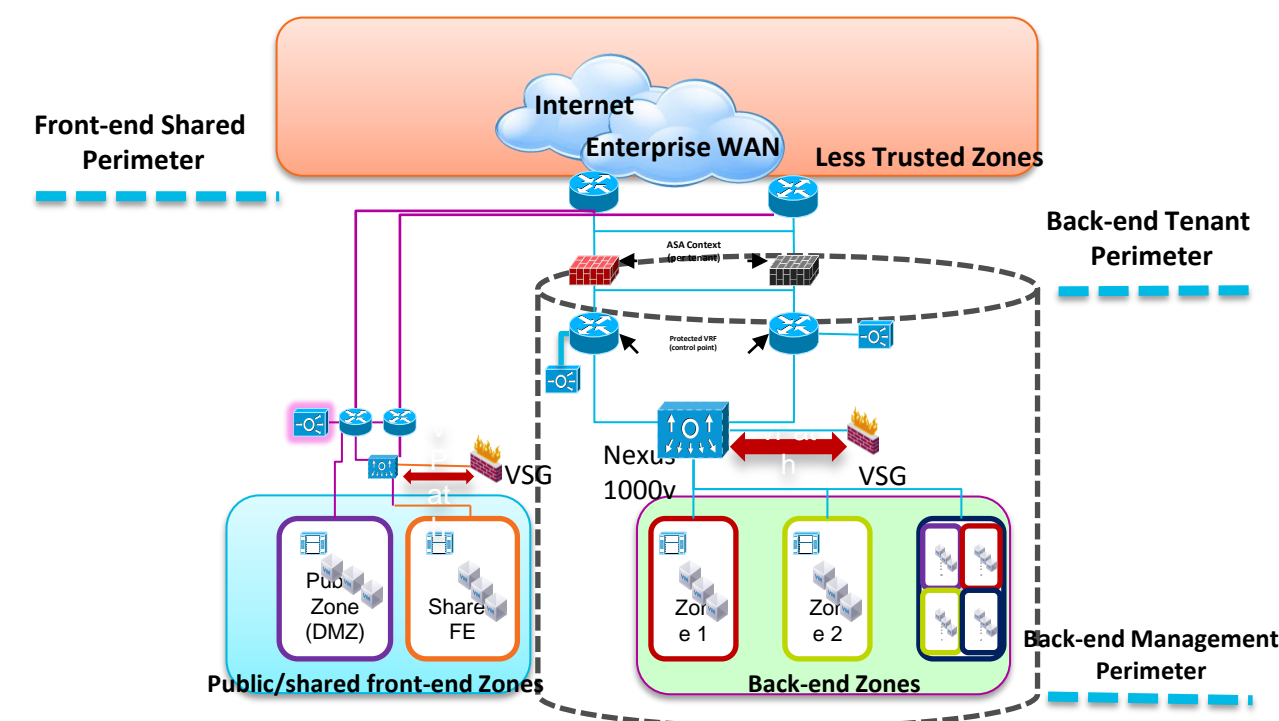 Internet
Enterprise WAN
Less Trusted Zones
Front-end Shared
Perimeter
Back-end Tenant
Perimeter
ASA Context
(per tenant)
Protected VRF
(control point)
Nexus
1000v
VSG
VSG
Zone
(DMZ)
FE
Zon
e 1
Zon
e 2
Public/shared front-end Zones
Back-end Zones
Back-end Management
Perimeter